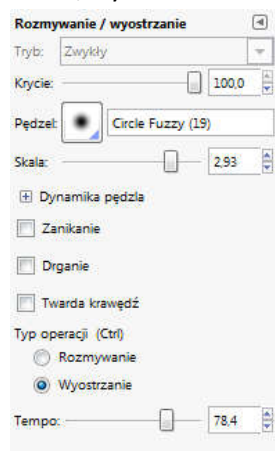 Rozmywanie / wyostrzanie
Tryb: Zwykły
Krycie: 100,0
Pędzel: Circle Fuzzy (19)
Skala: 2,93
Dynamika pędzla
Zanikanie
Drganie
Twarda krawędź
Typ operacji (Ctrl)
Rozmywanie
Wyostrzanie
Tempo: 78,4